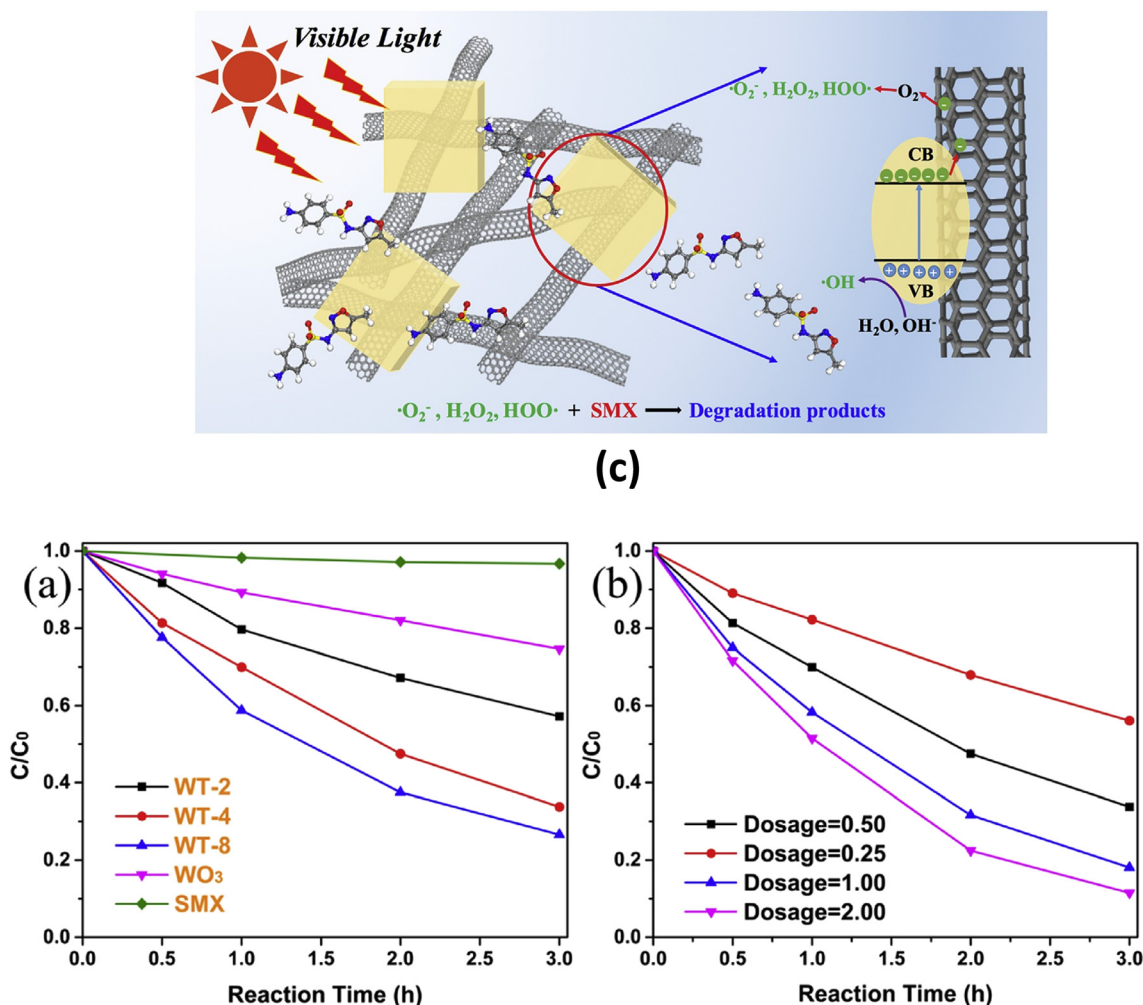 Visible Light
·O₂⁻, H₂O₂, HOO·
O₂
CB
·OH
VB
H₂O, OH⁻
·O₂⁻, H₂O₂, HOO· + SMX → Degradation products
(c)
(a)
C/C₀
1.0
0.8
0.6
0.4
0.2
0.0
WT-2
WT-4
WT-8
WO₃
SMX
0.0 0.5 1.0 1.5 2.0 2.5 3.0
Reaction Time (h)
(b)
C/C₀
1.0
0.8
0.6
0.4
0.2
0.0
Dosage=0.50
Dosage=0.25
Dosage=1.00
Dosage=2.00
0.0 0.5 1.0 1.5 2.0 2.5 3.0
Reaction Time (h)